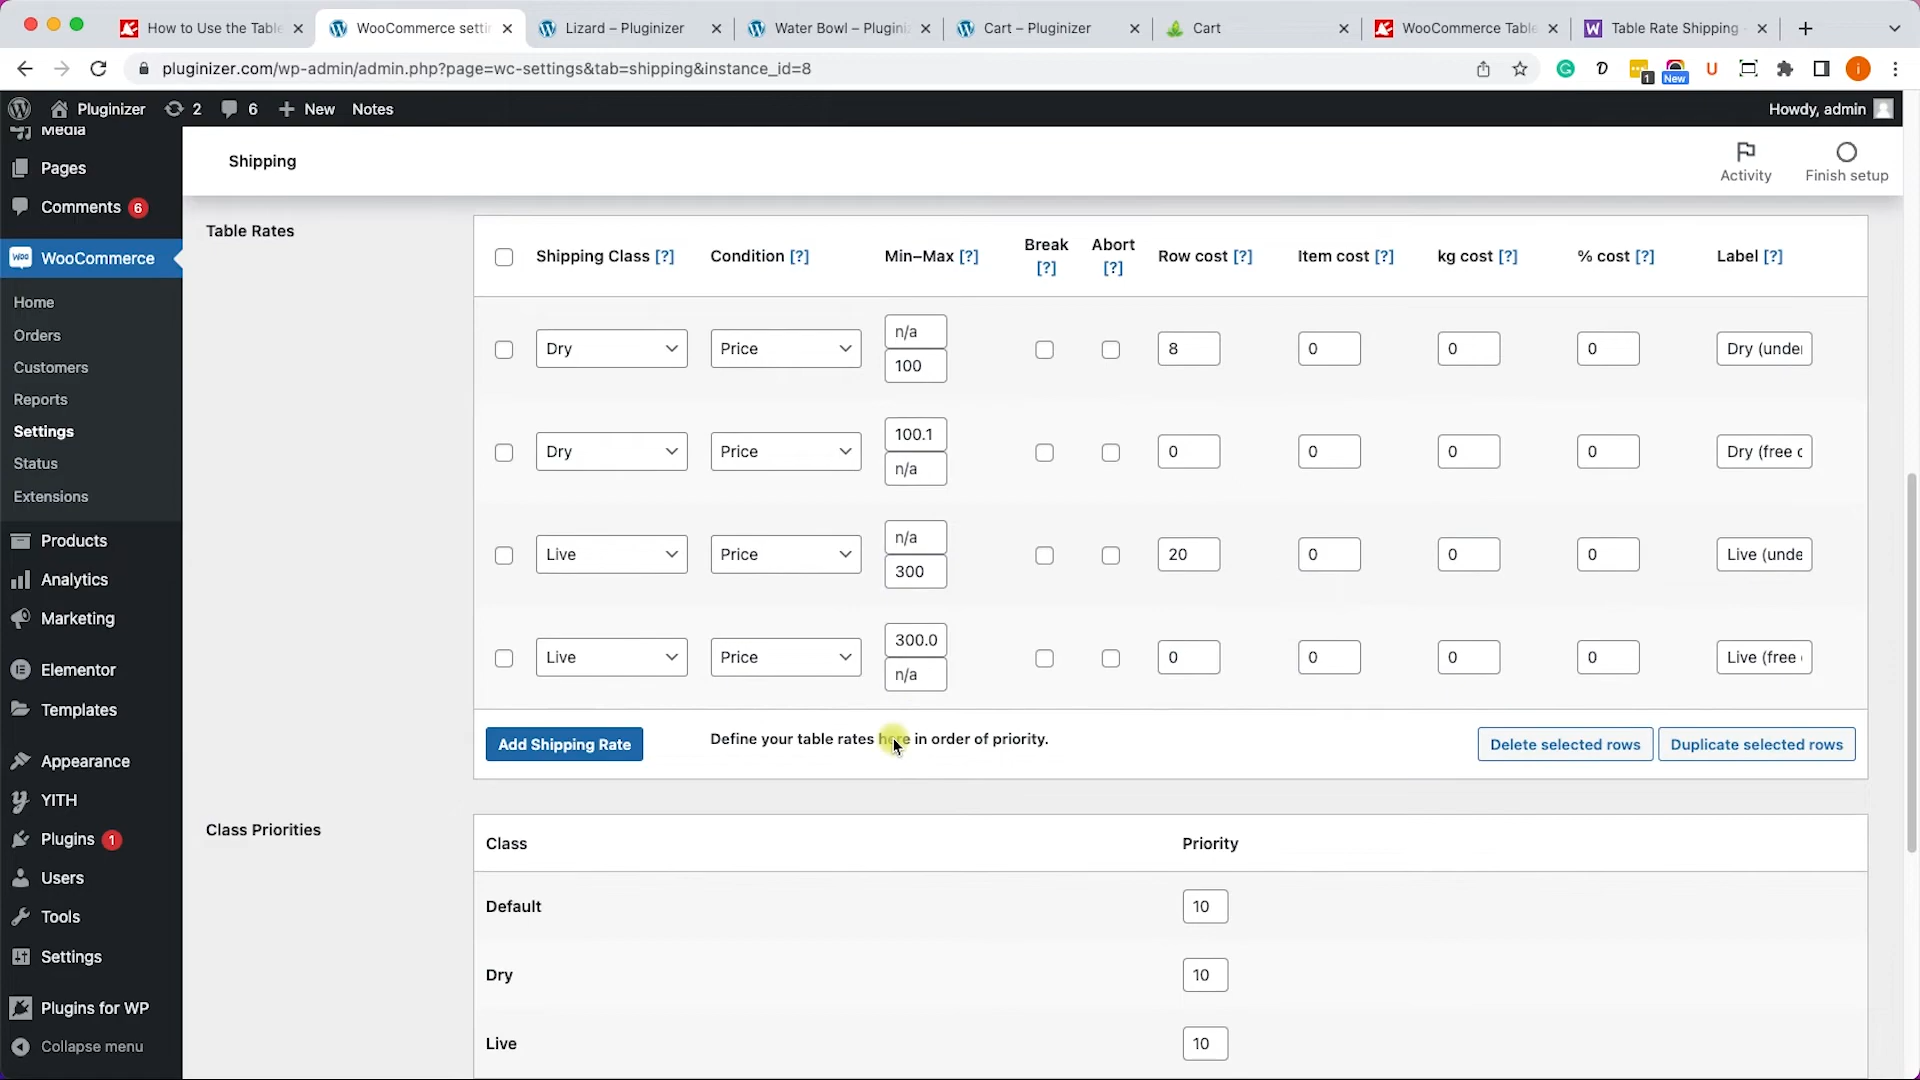 How to Use the Table
WooCommerce setti
Lizard – Pluginizer
Water Bowl – Plugini
Cart – Pluginizer
Cart
WooCommerce Table
Table Rate Shipping
pluginizer.com/wp-admin/admin.php?page=wc-settings&tab=shipping&instance_id=8
1
New
U
i
Pluginizer 2 6 New Notes
Howdy, admin
Media
Pages
Comments 6
WooCommerce
Home
Orders
Customers
Reports
Settings
Status
Extensions
Products
Analytics
Marketing
Elementor
Templates
Appearance
YITH
Plugins 1
Users
Tools
Settings
Plugins for WP
Collapse menu
Shipping
Activity
Finish setup
Table Rates
Shipping Class [?] Condition [?] Min–Max [?] Break [?] Abort [?] Row cost [?] Item cost [?] kg cost [?] % cost [?] Label [?]
Dry Price n/a 100 8 0 0 0 Dry (unde
Dry Price 100.1 n/a 0 0 0 0 Dry (free
Live Price n/a 300 20 0 0 0 Live (unde
Live Price 300.0 n/a 0 0 0 0 Live (free
Add Shipping Rate
Define your table rates here in order of priority.
Delete selected rows
Duplicate selected rows
Class Priorities
Class Priority
Default 10
Dry 10
Live 10